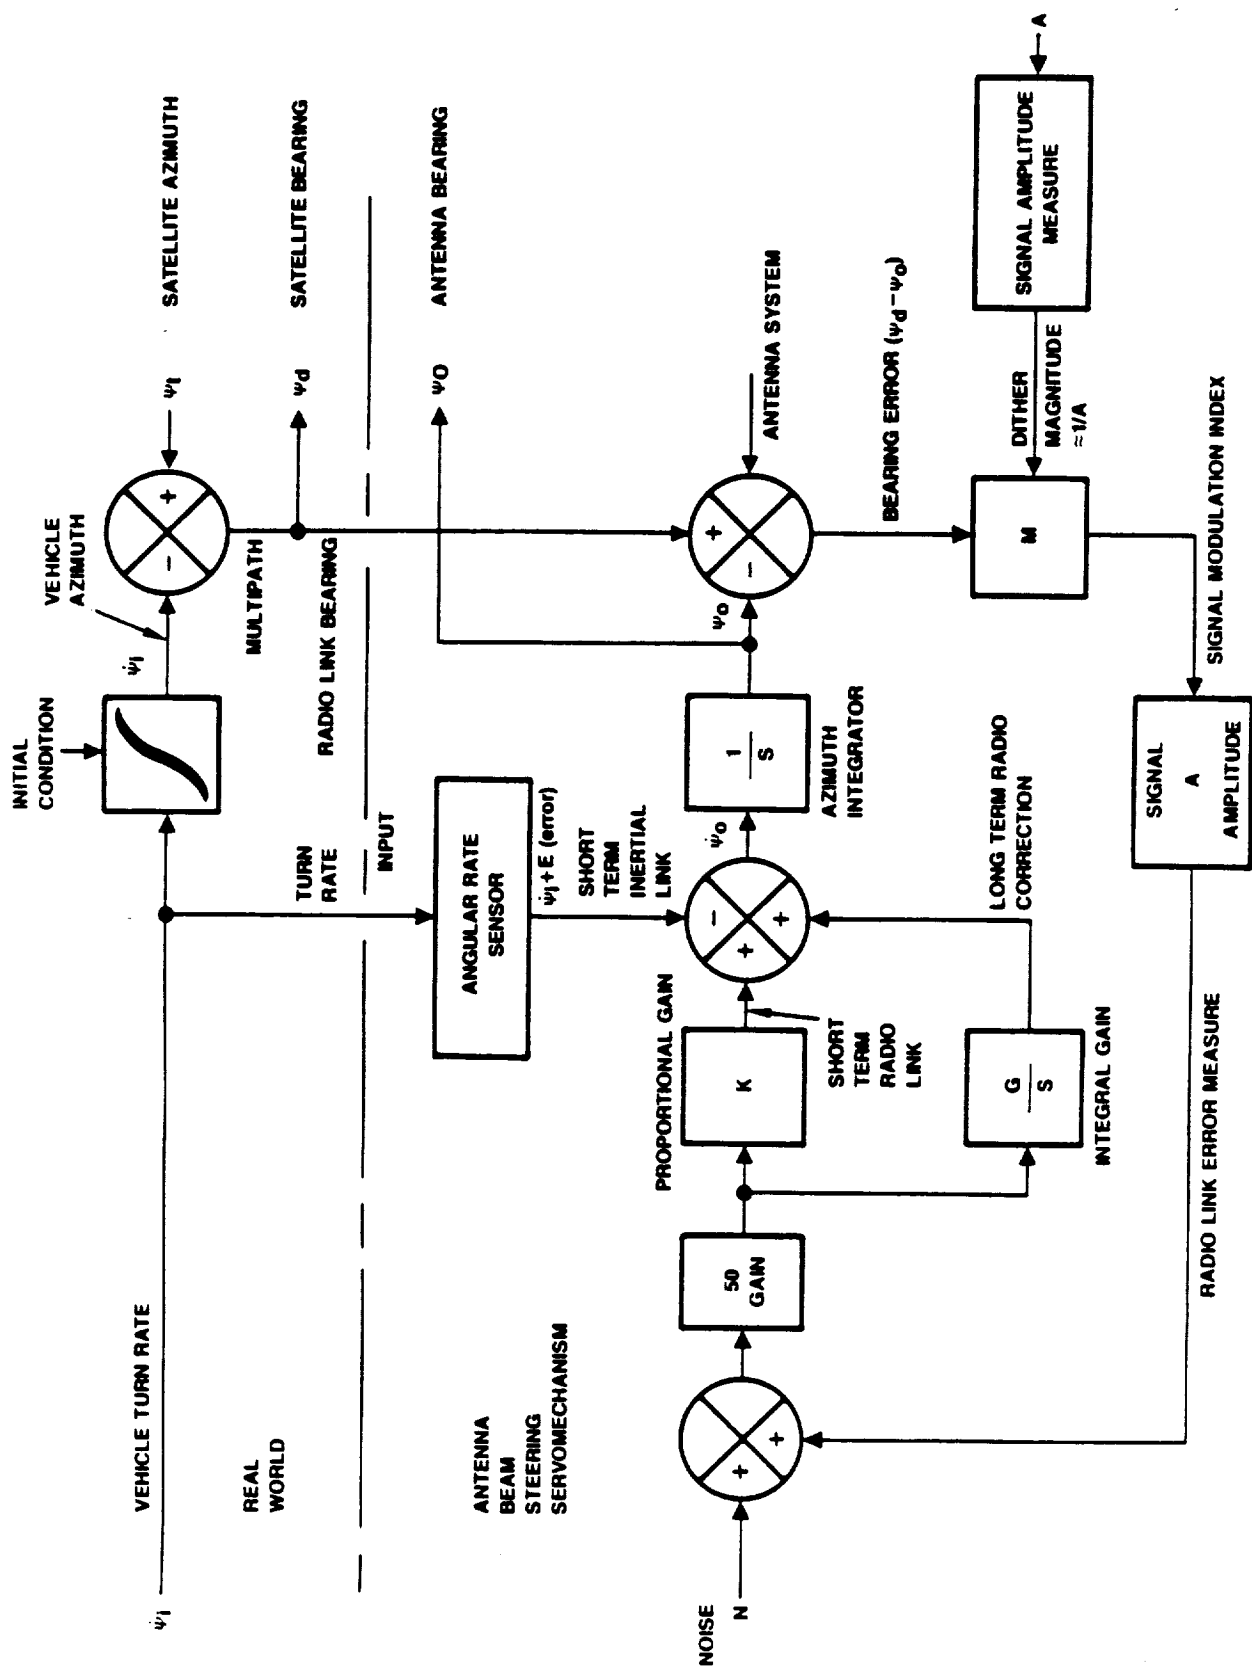 ψ̇i
VEHICLE TURN RATE
INITIAL
CONDITION
ψ̇i
VEHICLE
AZIMUTH
− +
ψt
SATELLITE AZIMUTH
REAL
WORLD
MULTIPATH
ψd
SATELLITE BEARING
RADIO LINK BEARING
TURN
RATE
INPUT
ANTENNA
BEAM
STEERING
SERVOMECHANISM
ANGULAR RATE
SENSOR
ψO
ANTENNA BEARING
ψ̇i + E (error)
SHORT
TERM
INERTIAL
LINK
NOISE
N
+ +
50
GAIN
PROPORTIONAL GAIN
K
SHORT
TERM
RADIO
LINK
− + +
ψ̇o
1
S
AZIMUTH
INTEGRATOR
ψo
+ −
ANTENNA SYSTEM
BEARING ERROR (ψd − ψo)
G
S
INTEGRAL GAIN
LONG TERM RADIO
CORRECTION
M
DITHER
MAGNITUDE
≈ 1/A
SIGNAL AMPLITUDE
MEASURE
A
RADIO LINK ERROR MEASURE
SIGNAL
A
AMPLITUDE
SIGNAL MODULATION INDEX